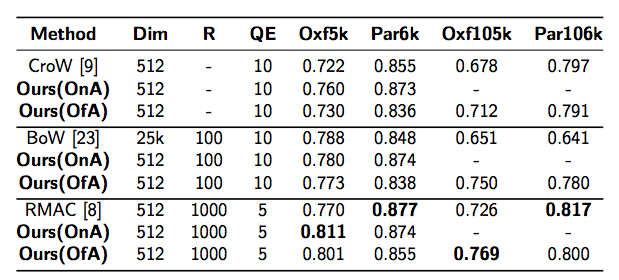 Method Dim R QE Oxf5k Par6k Oxf105k Par106k
CroW [9] 512 - 10 0.722 0.855 0.678 0.797
Ours(OnA) 512 - 10 0.760 0.873 - -
Ours(OfA) 512 - 10 0.730 0.836 0.712 0.791
BoW [23] 25k 100 10 0.788 0.848 0.651 0.641
Ours(OnA) 512 100 10 0.780 0.874 - -
Ours(OfA) 512 100 10 0.773 0.838 0.750 0.780
RMAC [8] 512 1000 5 0.770 0.877 0.726 0.817
Ours(OnA) 512 1000 5 0.811 0.874 - -
Ours(OfA) 512 1000 5 0.801 0.855 0.769 0.800